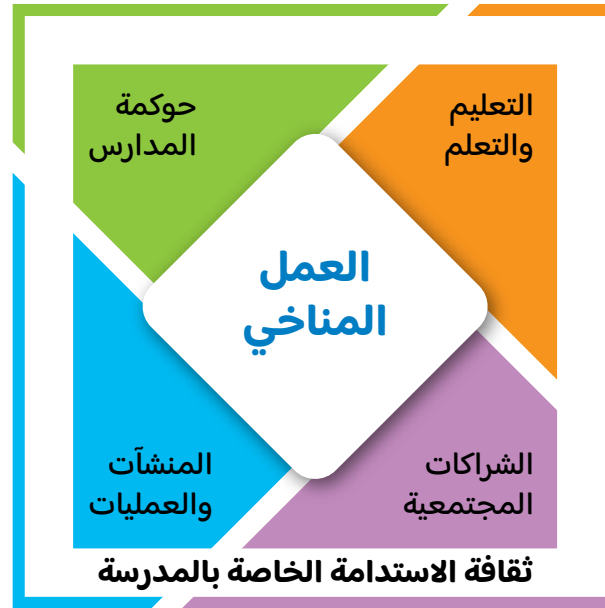 التعليم
والتعلم
حوكمة
المدارس
العمل
المناخي
الشراكات
المجتمعية
المنشآت
والعمليات
ثقافة الاستدامة الخاصة بالمدرسة